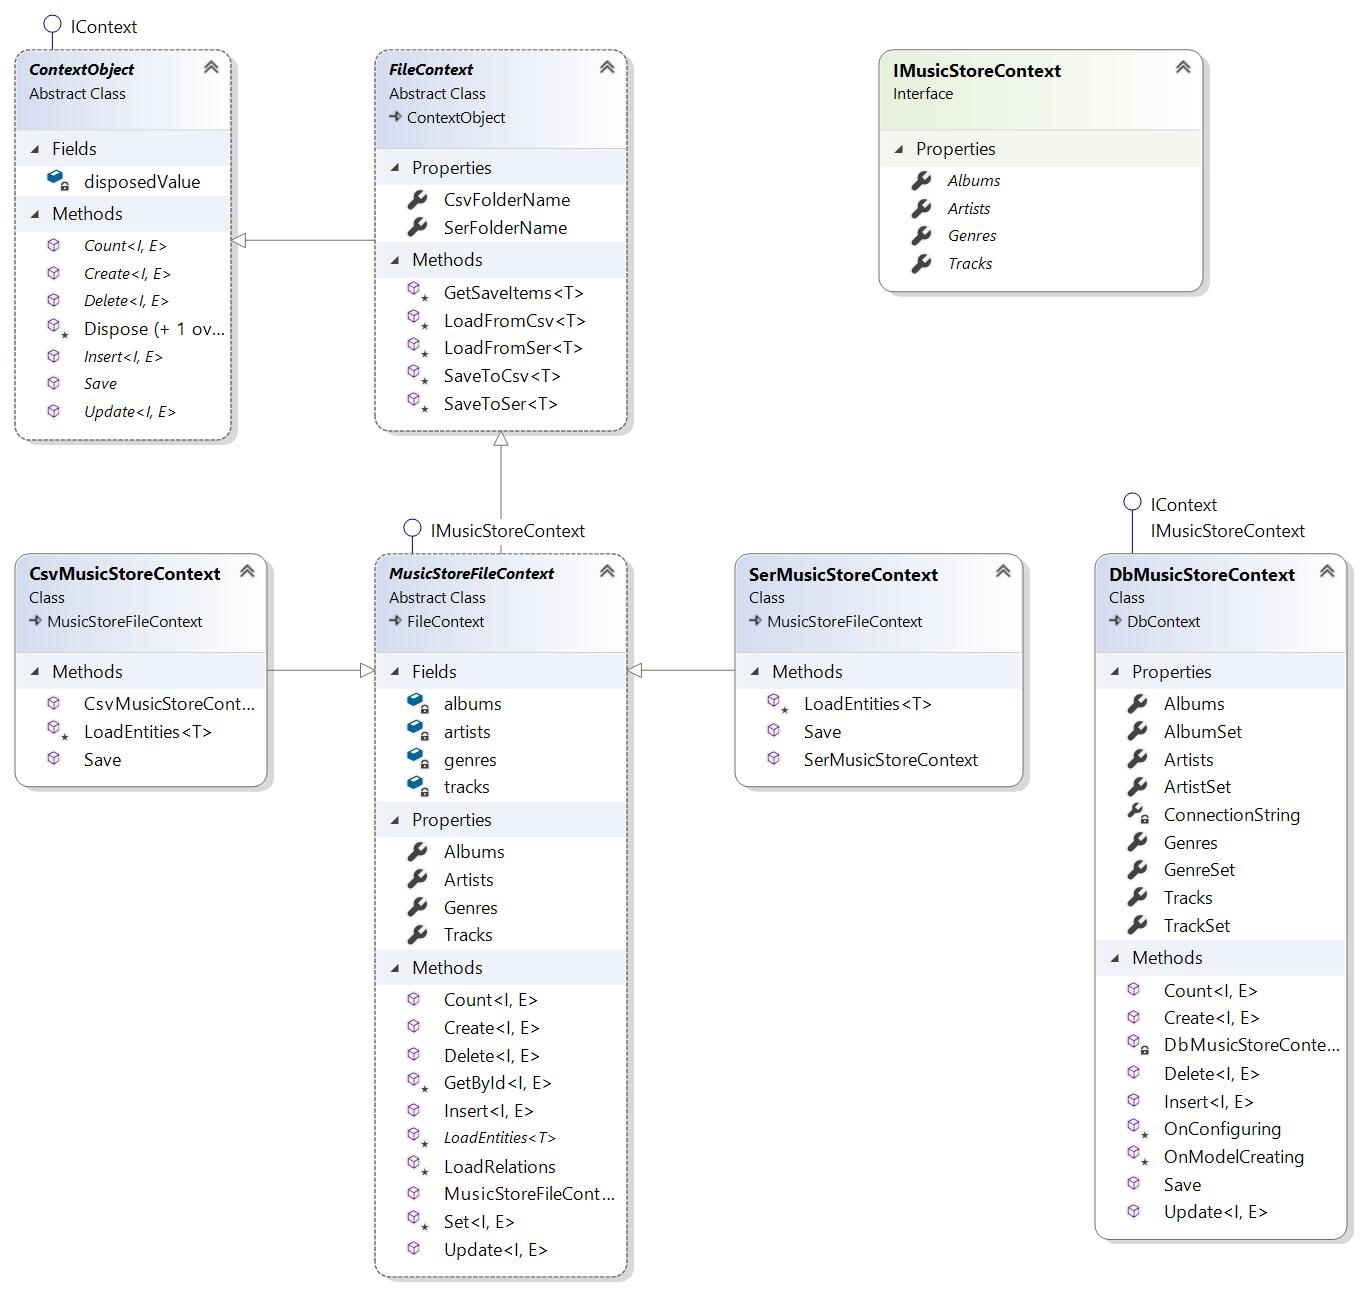 IContext
ContextObject
Abstract Class
Fields
disposedValue
Methods
Count<I, E>
Create<I, E>
Delete<I, E>
Dispose (+ 1 ov...
Insert<I, E>
Save
Update<I, E>
FileContext
Abstract Class
ContextObject
Properties
CsvFolderName
SerFolderName
Methods
GetSaveItems<T>
LoadFromCsv<T>
LoadFromSer<T>
SaveToCsv<T>
SaveToSer<T>
IMusicStoreContext
Interface
Properties
Albums
Artists
Genres
Tracks
CsvMusicStoreContext
Class
MusicStoreFileContext
Methods
CsvMusicStoreCont...
LoadEntities<T>
Save
IMusicStoreContext
MusicStoreFileContext
Abstract Class
FileContext
Fields
albums
artists
genres
tracks
Properties
Albums
Artists
Genres
Tracks
Methods
Count<I, E>
Create<I, E>
Delete<I, E>
GetById<I, E>
Insert<I, E>
LoadEntities<T>
LoadRelations
MusicStoreFileCont...
Set<I, E>
Update<I, E>
SerMusicStoreContext
Class
MusicStoreFileContext
Methods
LoadEntities<T>
Save
SerMusicStoreContext
IContext
IMusicStoreContext
DbMusicStoreContext
Class
DbContext
Properties
Albums
AlbumSet
Artists
ArtistSet
ConnectionString
Genres
GenreSet
Tracks
TrackSet
Methods
Count<I, E>
Create<I, E>
DbMusicStoreConte...
Delete<I, E>
Insert<I, E>
OnConfiguring
OnModelCreating
Save
Update<I, E>